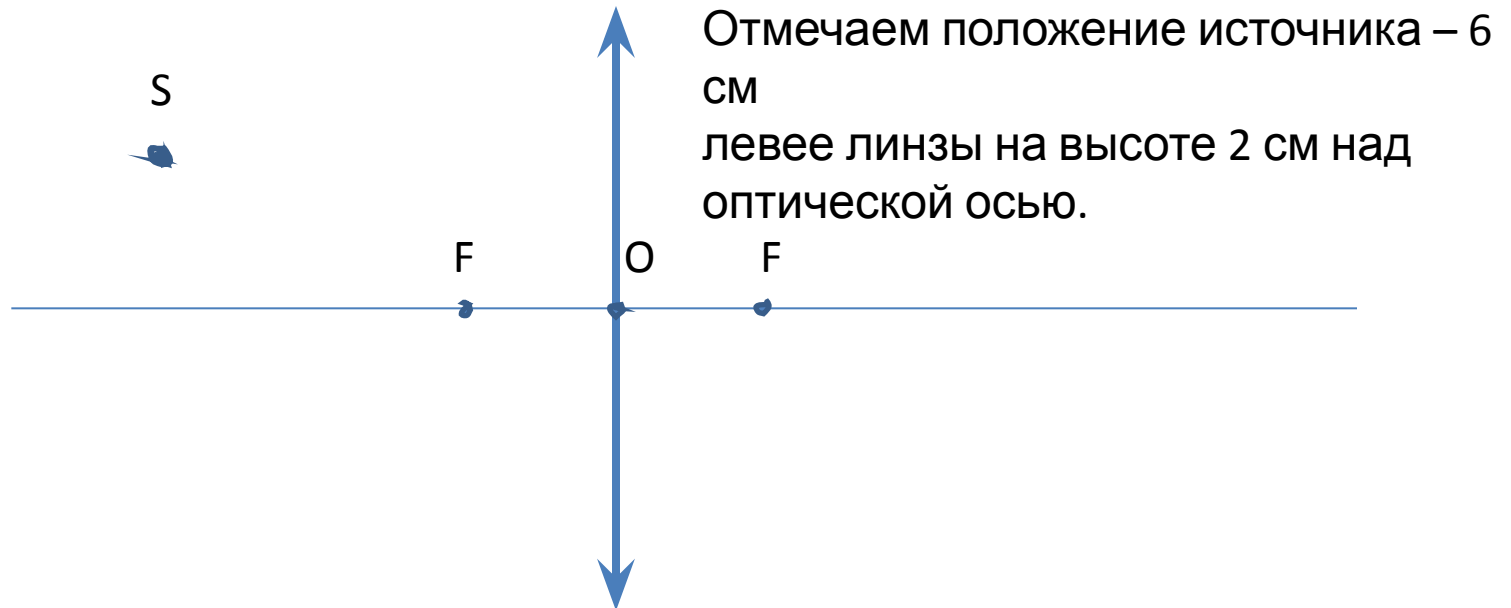 Отмечаем положение источника – 6
см
левее линзы на высоте 2 см над
оптической осью.
S
F
O
F